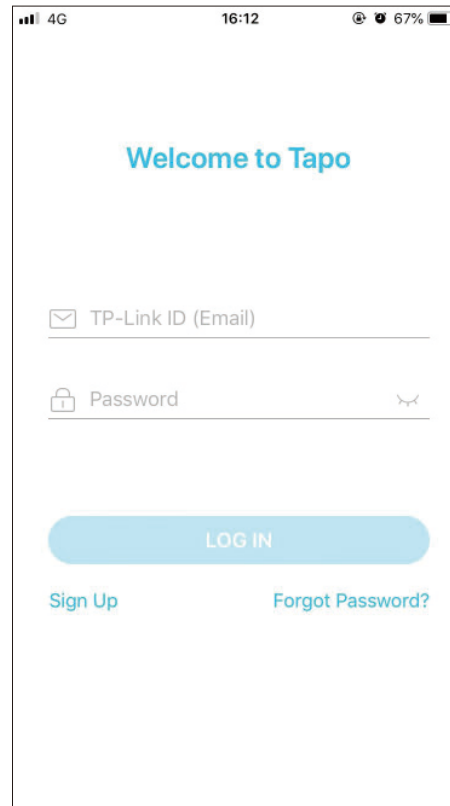 4G 16:12 67%
Welcome to Tapo
TP-Link ID (Email)
Password
LOG IN
Sign Up Forgot Password?